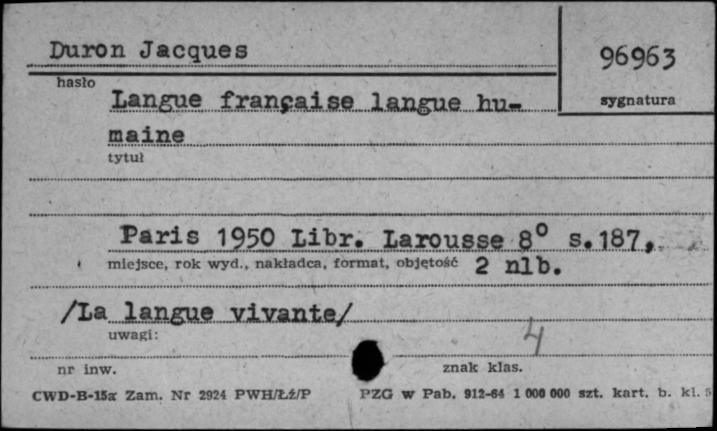 Duron Jacques
96963
hasło
sygnatura
Langue française langue hu-
maine
tytuł
Paris 1950 Libr. Larousse 8° s.187,
miejsce, rok wyd., nakładca, format, objętość 2 nlb.
/La langue vivante/
uwagi:
4
nr inw. znak klas.
CWD-B-15a Zam. Nr 2924 PWH/Łź/P PZG w Pab. 912-64 1 000 000 szt. kart. b. kl. 5